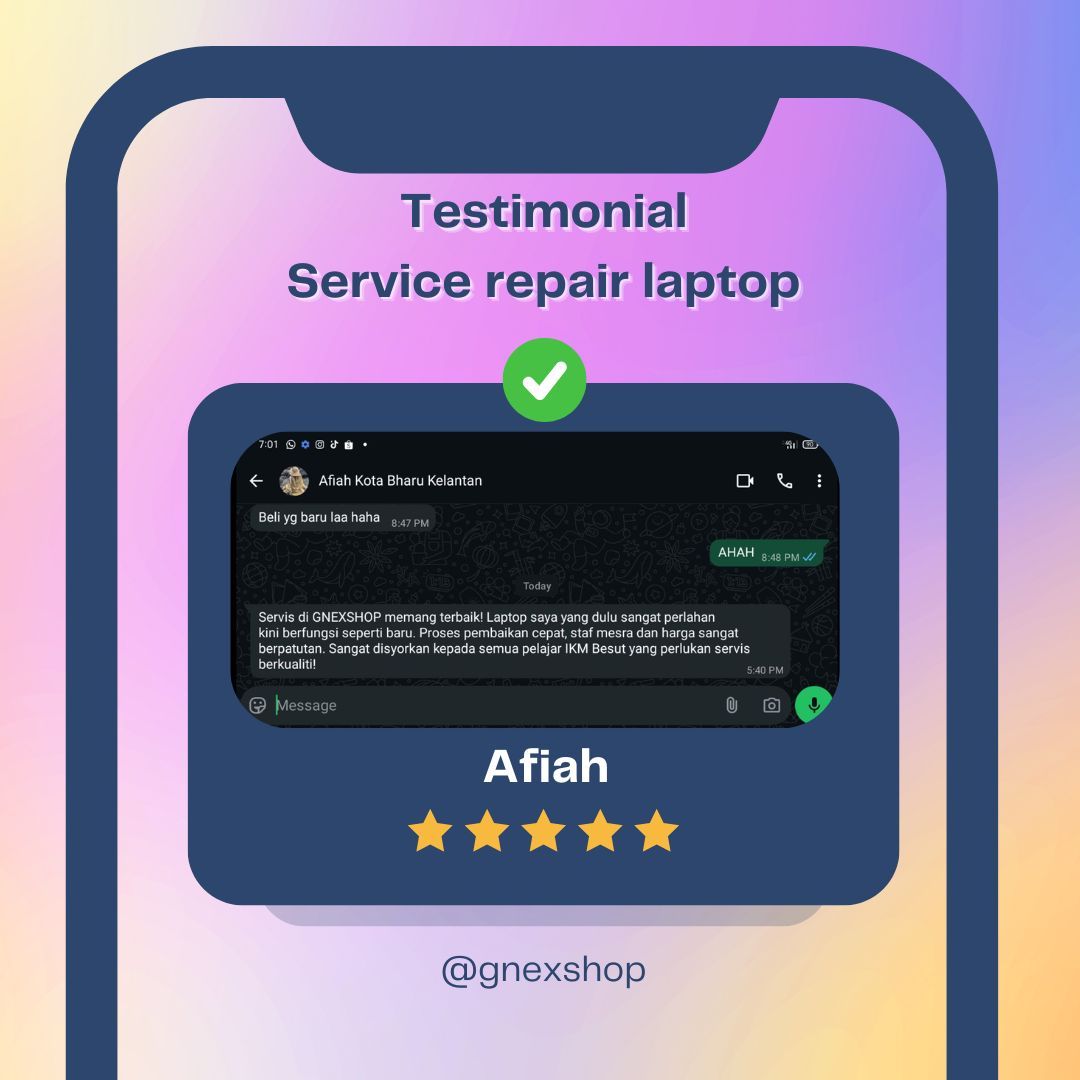 Testimonial
Service repair laptop
7:01
Afiah Kota Bharu Kelantan
Beli yg baru laa haha 8:47 PM
AHAH 8:48 PM
Today
Servis di GNEXSHOP memang terbaik! Laptop saya yang dulu sangat perlahan
kini berfungsi seperti baru. Proses pembaikan cepat, staf mesra dan harga sangat
berpatutan. Sangat disyorkan kepada semua pelajar IKM Besut yang perlukan servis
berkualiti!
5:40 PM
Message
Afiah
@gnexshop